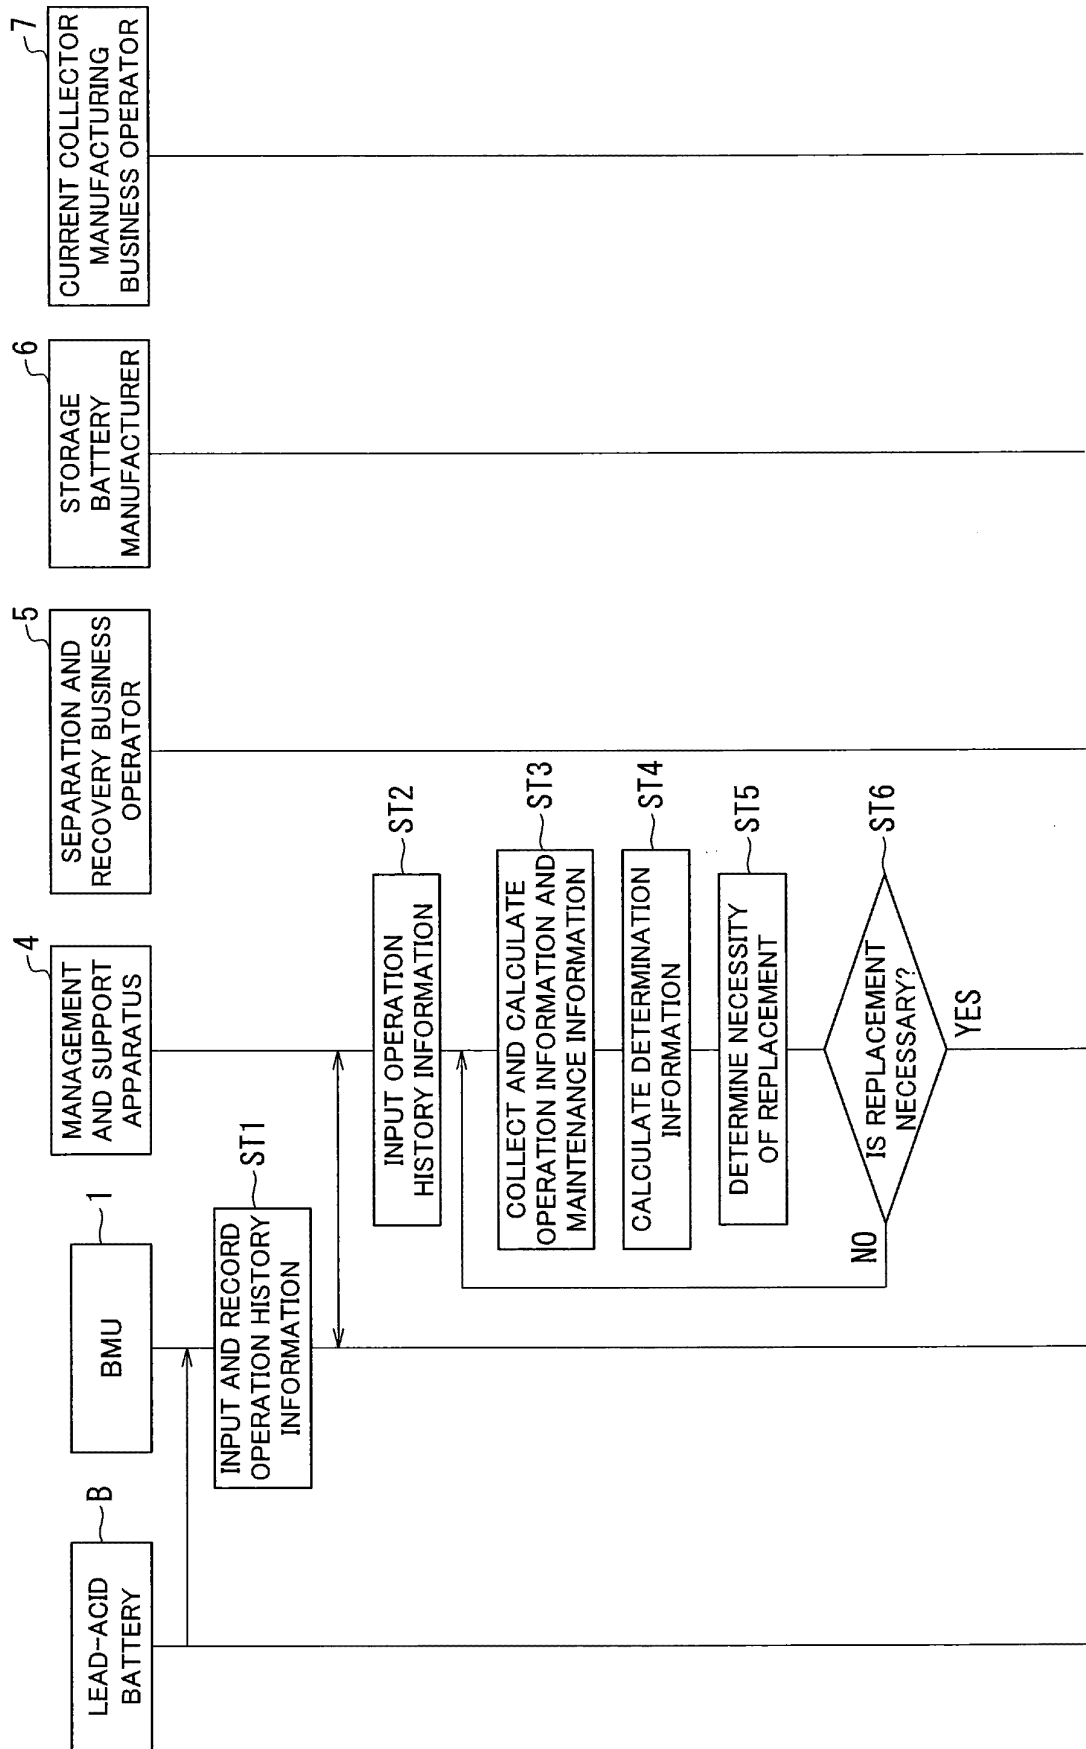 B
LEAD-ACID
BATTERY
1
BMU
4
MANAGEMENT
AND SUPPORT
APPARATUS
5
SEPARATION AND
RECOVERY BUSINESS
OPERATOR
6
STORAGE
BATTERY
MANUFACTURER
7
CURRENT COLLECTOR
MANUFACTURING
BUSINESS OPERATOR
ST1
INPUT AND RECORD
OPERATION HISTORY
INFORMATION
ST2
INPUT OPERATION
HISTORY INFORMATION
ST3
COLLECT AND CALCULATE
OPERATION INFORMATION AND
MAINTENANCE INFORMATION
ST4
CALCULATE DETERMINATION
INFORMATION
ST5
DETERMINE NECESSITY
OF REPLACEMENT
ST6
IS REPLACEMENT
NECESSARY?
NO
YES